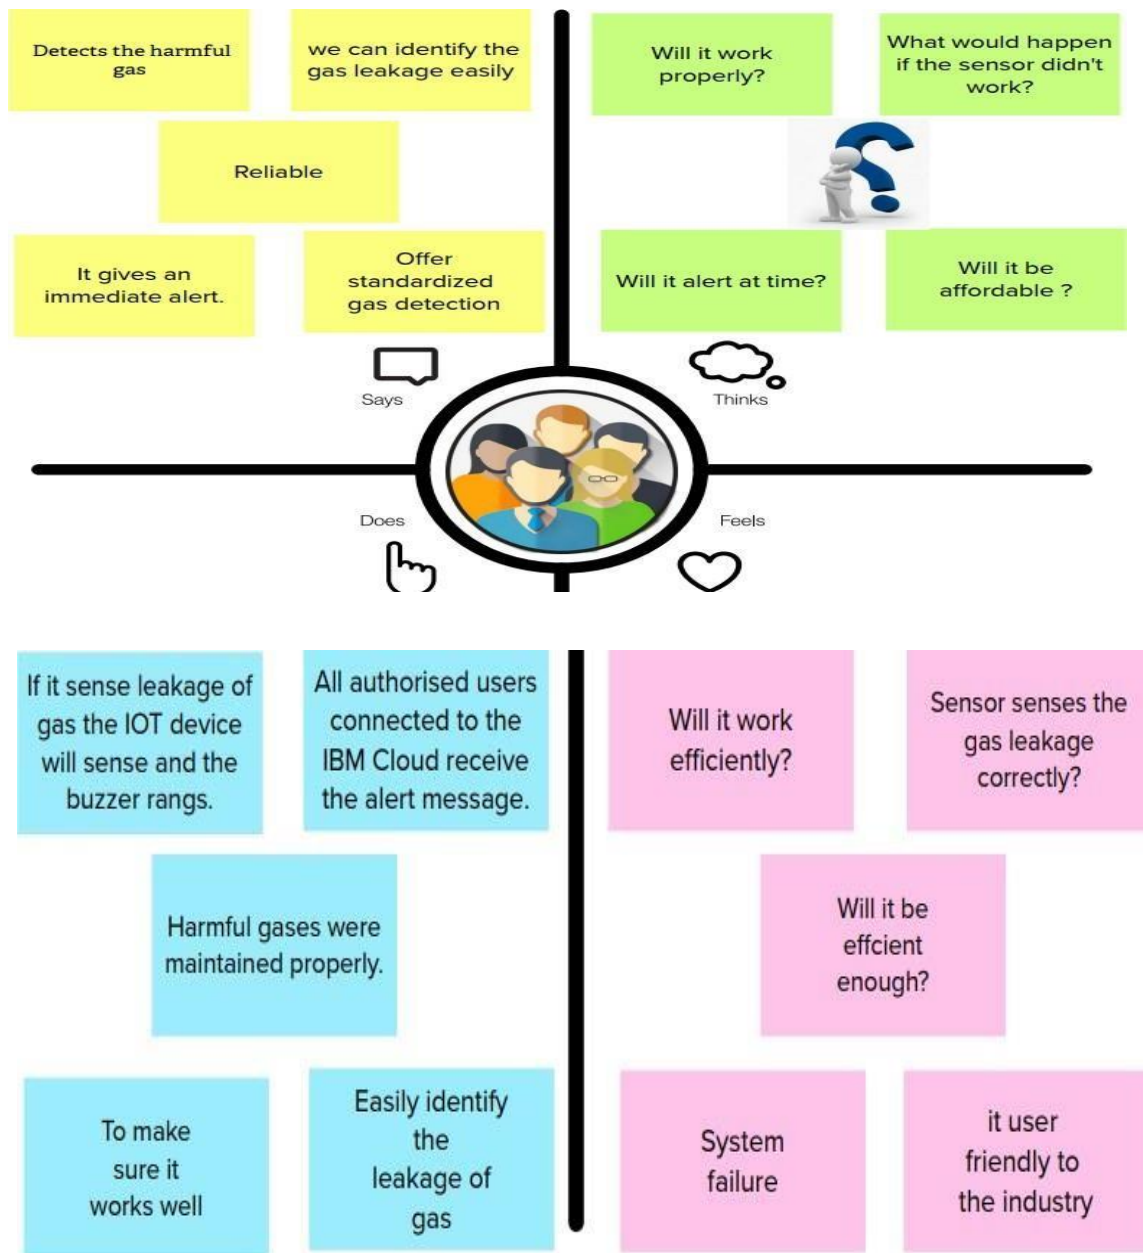 Detects the harmful
gas
we can identify the
gas leakage easily
Reliable
It gives an
immediate alert.
Offer
standardized
gas detection
Will it work
properly?
What would happen
if the sensor didn't
work?
Will it alert at time?
Will it be
affordable ?
Says
Thinks
Does
Feels
If it sense leakage of
gas the IOT device
will sense and the
buzzer rangs.
All authorised users
connected to the
IBM Cloud receive
the alert message.
Harmful gases were
maintained properly.
To make
sure it
works well
Easily identify
the
leakage of
gas
Will it work
efficiently?
Sensor senses the
gas leakage
correctly?
Will it be
effcient
enough?
System
failure
it user
friendly to
the industry